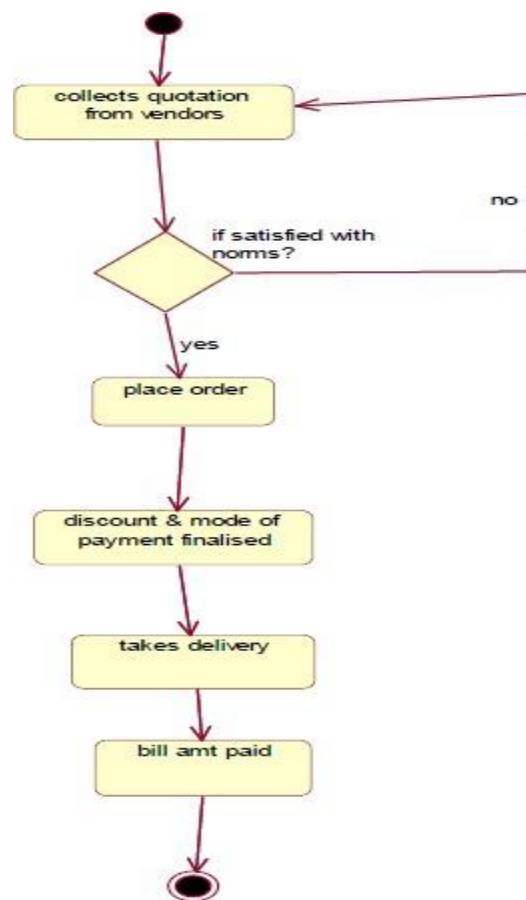 collects quotation
from vendors
no
if satisfied with
norms?
yes
place order
discount & mode of
payment finalised
takes delivery
bill amt paid